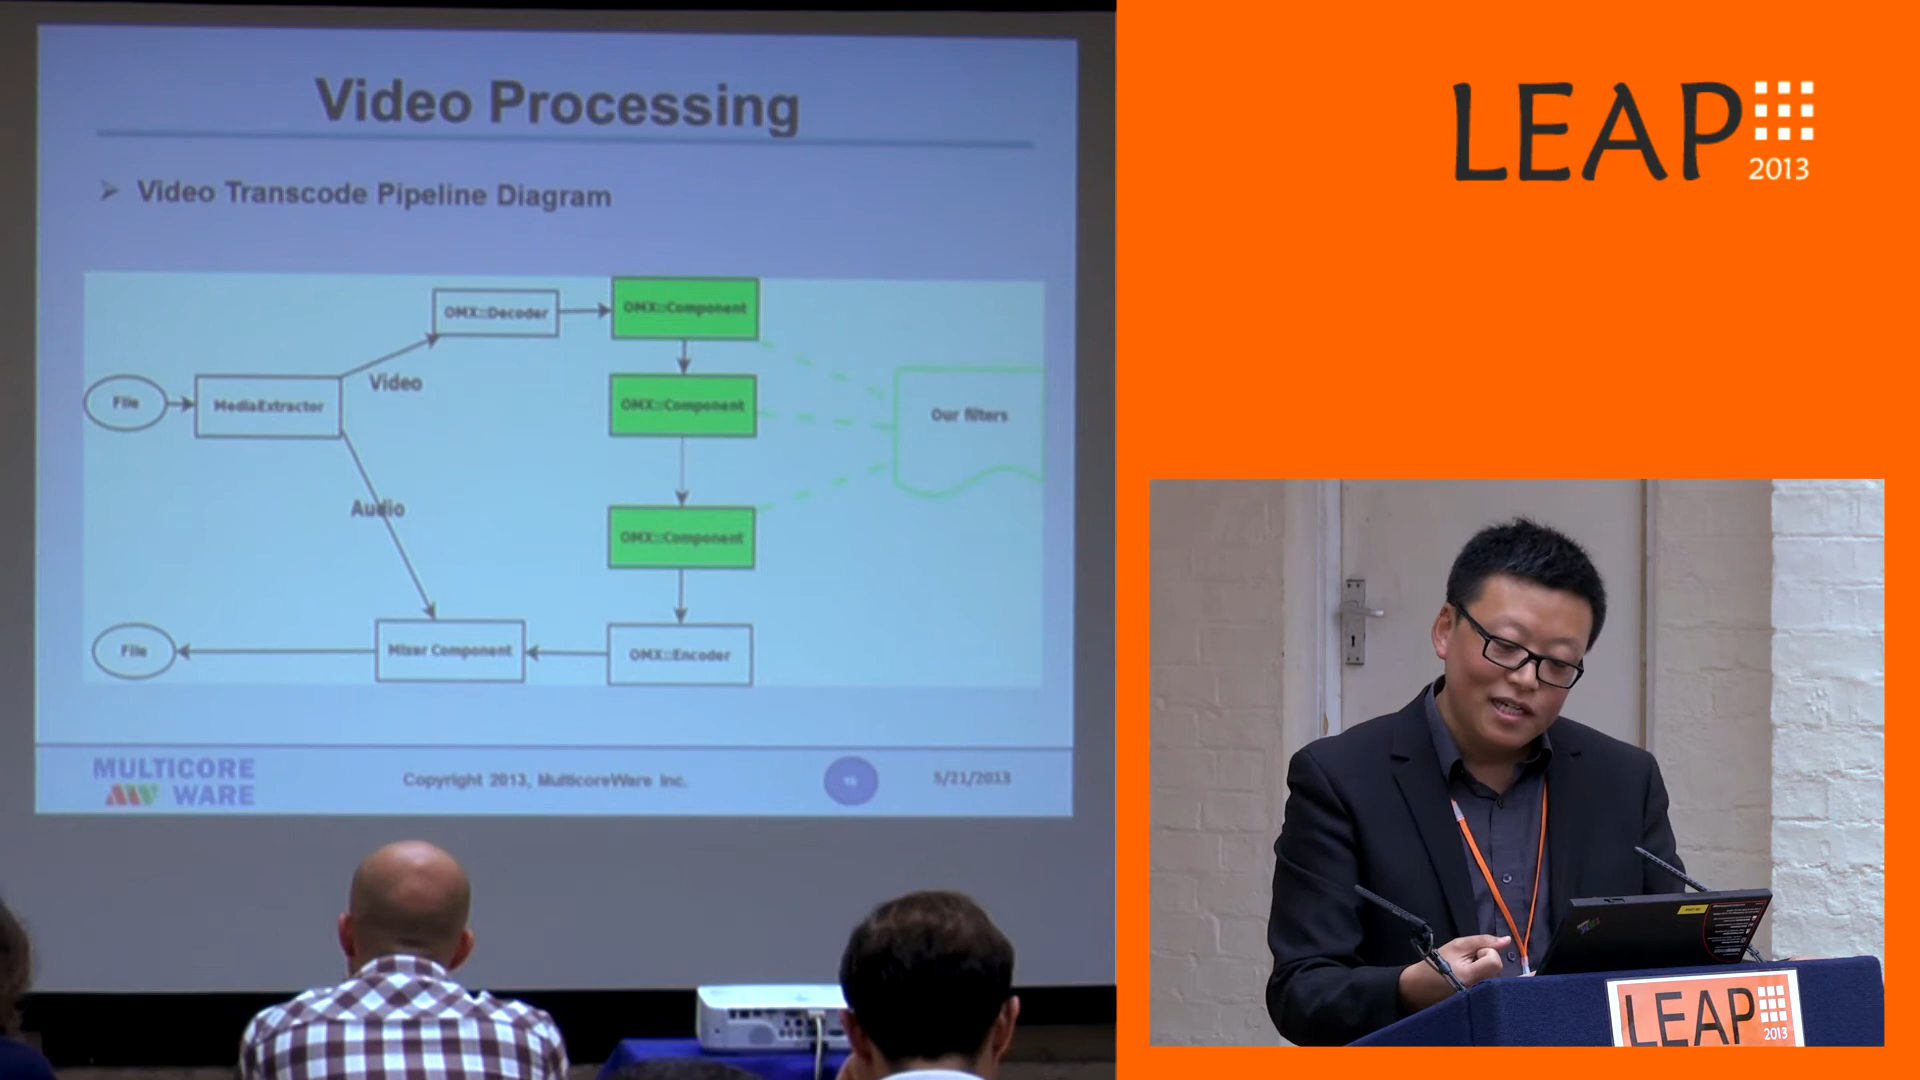 Video Processing
Video Transcode Pipeline Diagram
OMX::Decoder
OMX::Component
Video
File
MediaExtractor
OMX::Component
Our filters
Audio
OMX::Component
File
Mixer Component
OMX::Encoder
MULTICORE
WARE
Copyright 2013, MulticoreWare Inc.
5/21/2013
LEAP
2013
LEAP
2013